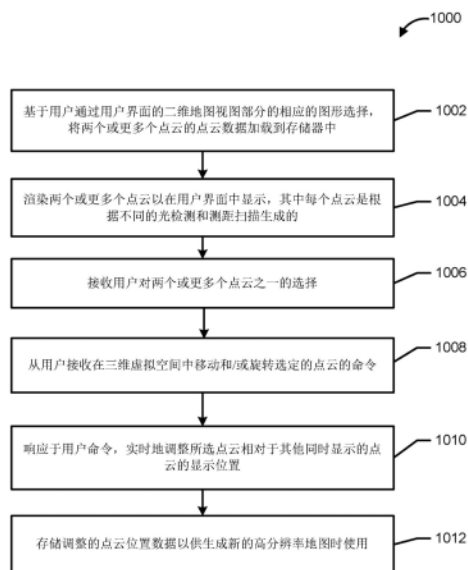 1000
基于用户通过用户界面的二维地图视图部分的相应的图形选择，
将两个或更多个点云的点云数据加载到存储器中
1002
渲染两个或更多个点云以在用户界面中显示，其中每个点云是根
据不同的光检测和测距扫描生成的
1004
接收用户对两个或更多个点云之一的选择
1006
从用户接收在三维虚拟空间中移动和/或旋转选定的点云的命令
1008
响应于用户命令，实时地调整所选点云相对于其他同时显示的点
云的显示位置
1010
存储调整的点云位置数据以供生成新的高分辨率地图时使用
1012